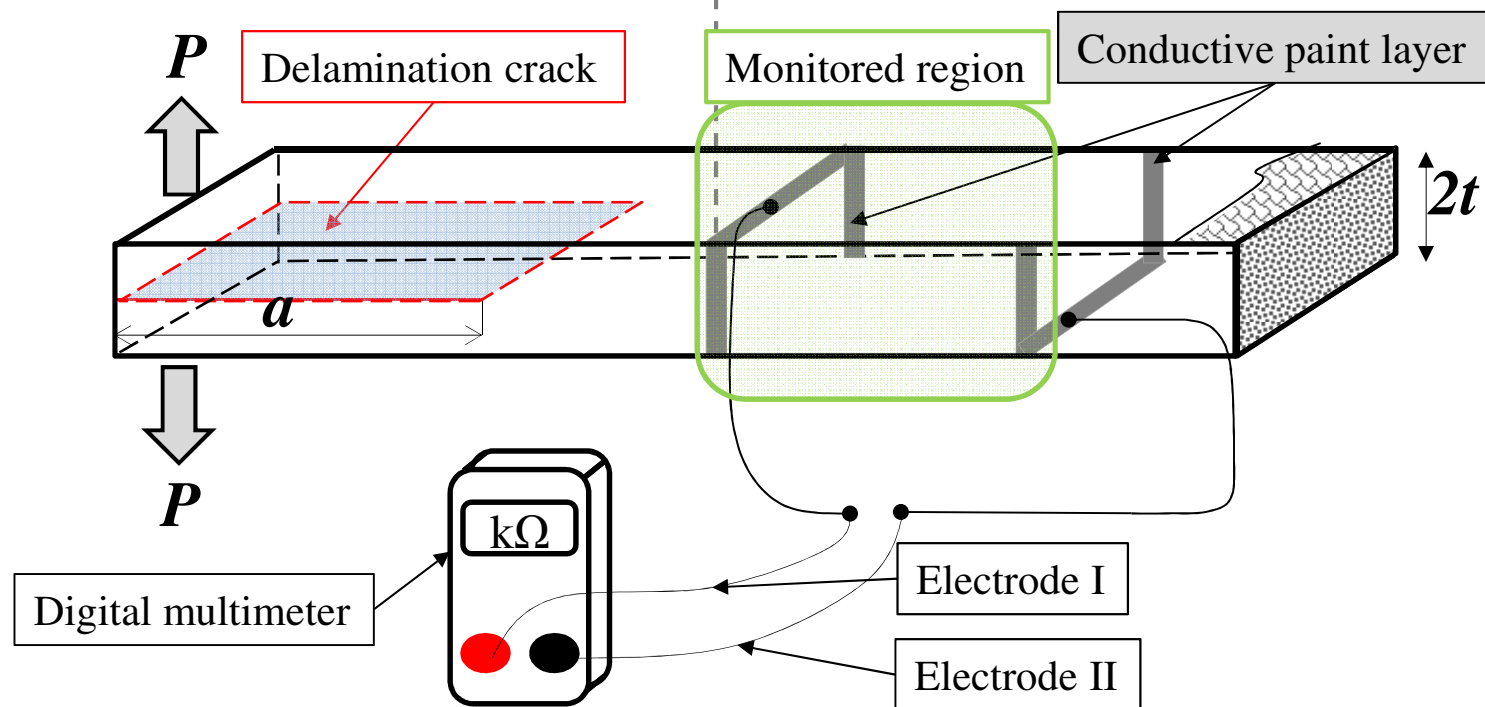 P
Delamination crack
Monitored region
Conductive paint layer
2t
a
P
kΩ
Digital multimeter
Electrode I
Electrode II